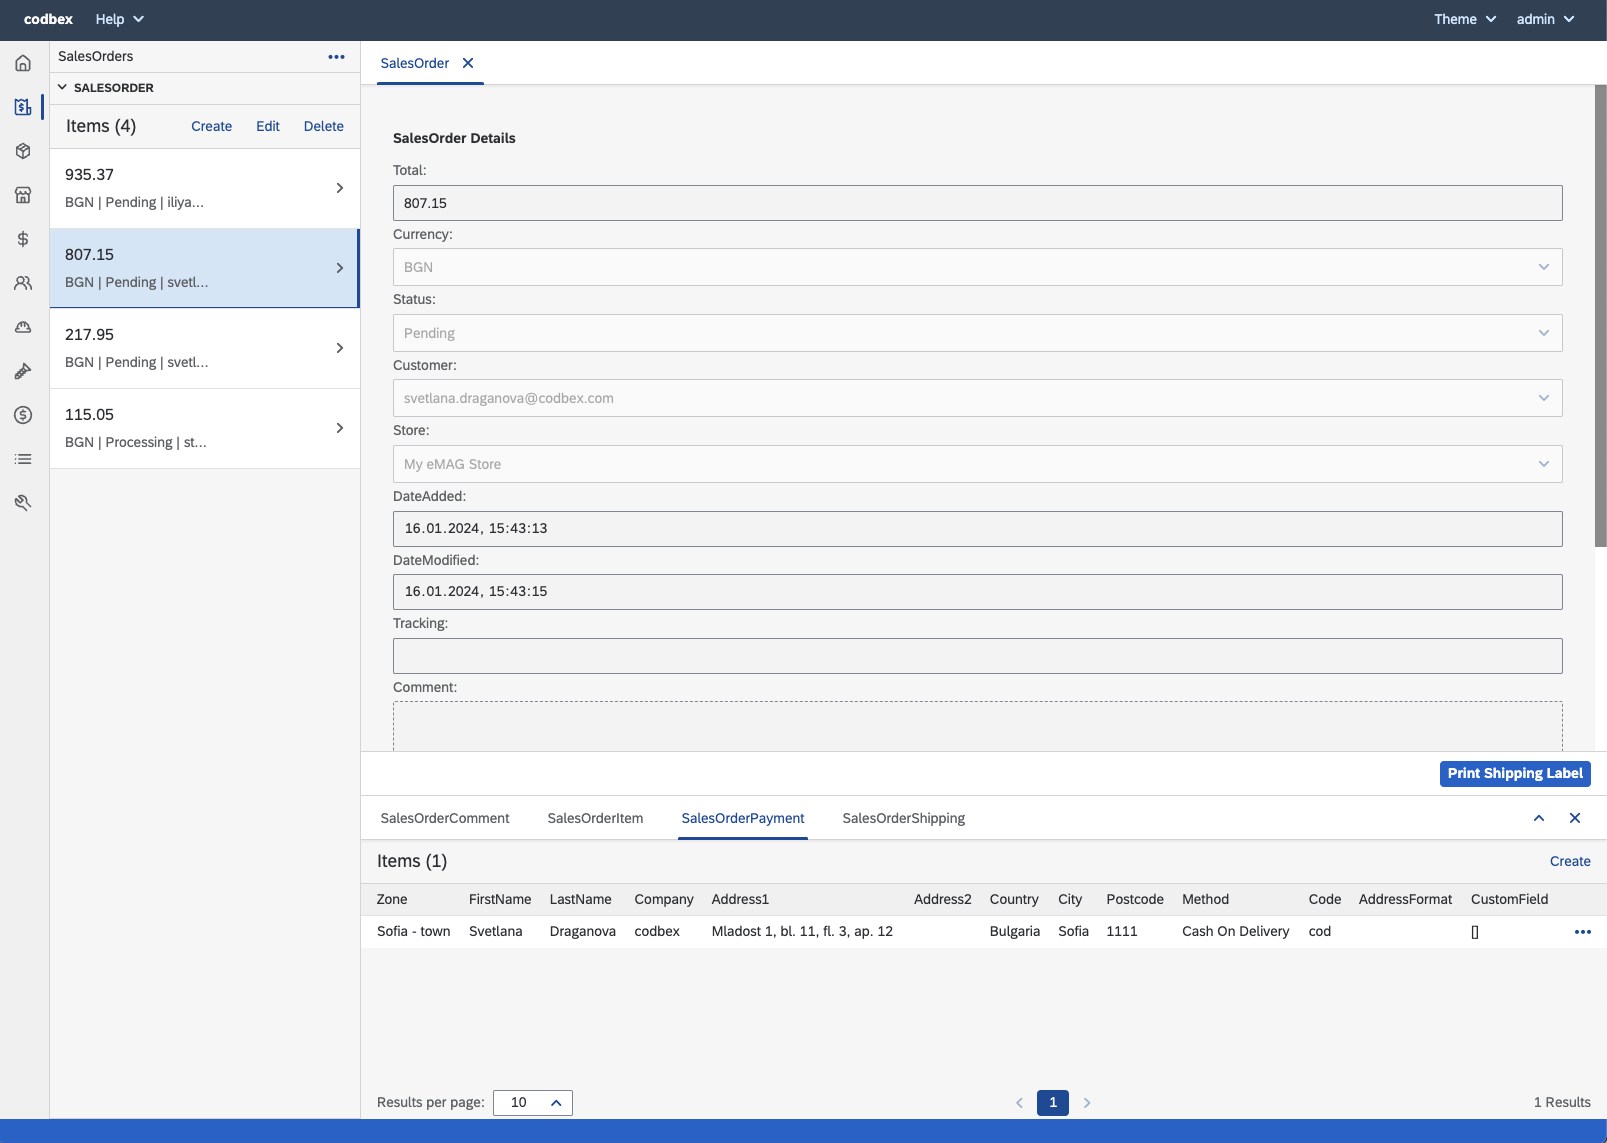 codbex Help Theme admin
SalesOrders
SALESORDER
Items (4) Create Edit Delete
935.37
BGN | Pending | iliya...
807.15
BGN | Pending | svetl...
217.95
BGN | Pending | svetl...
115.05
BGN | Processing | st...
SalesOrder
SalesOrder Details
Total:
807.15
Currency:
BGN
Status:
Pending
Customer:
svetlana.draganova@codbex.com
Store:
My eMAG Store
DateAdded:
16.01.2024, 15:43:13
DateModified:
16.01.2024, 15:43:15
Tracking:
Comment:
Print Shipping Label
SalesOrderComment SalesOrderItem SalesOrderPayment SalesOrderShipping
Items (1) Create
Zone FirstName LastName Company Address1 Address2 Country City Postcode Method Code AddressFormat CustomField
Sofia - town Svetlana Draganova codbex Mladost 1, bl. 11, fl. 3, ap. 12 Bulgaria Sofia 1111 Cash On Delivery cod []
Results per page: 10 1 1 Results